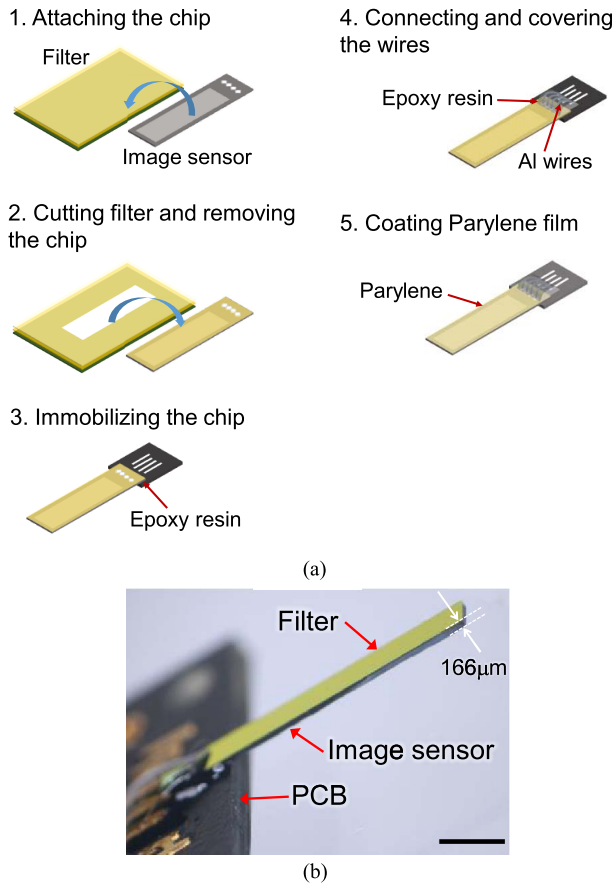 1. Attaching the chip
Filter
Image sensor
2. Cutting filter and removing
the chip
3. Immobilizing the chip
Epoxy resin
4. Connecting and covering
the wires
Epoxy resin
Al wires
5. Coating Parylene film
Parylene
(a)
Filter
166μm
Image sensor
PCB
(b)